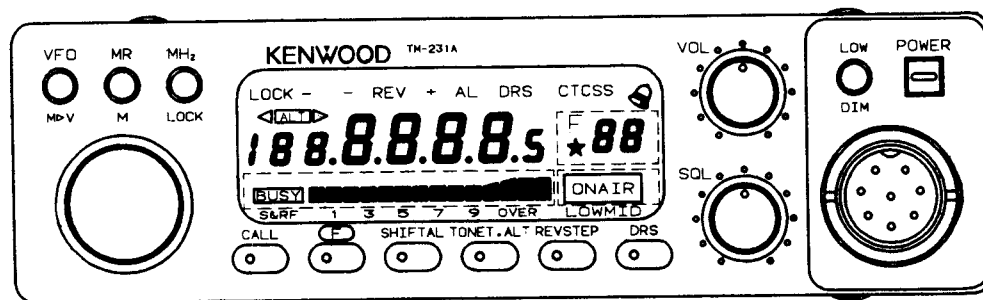 VFO MR MHz
M▷V M LOCK
KENWOOD TM-231A
LOCK - - REV + AL DRS CTCSS
◁ALT▷
188.8.8.8.8.5
F
★88
BUSY
ON AIR
S&RF 1 3 5 7 9 OVER LOWMID
CALL F SHIFTAL TONET.ALT REVSTEP DRS
VOL
SQL
LOW POWER
DIM